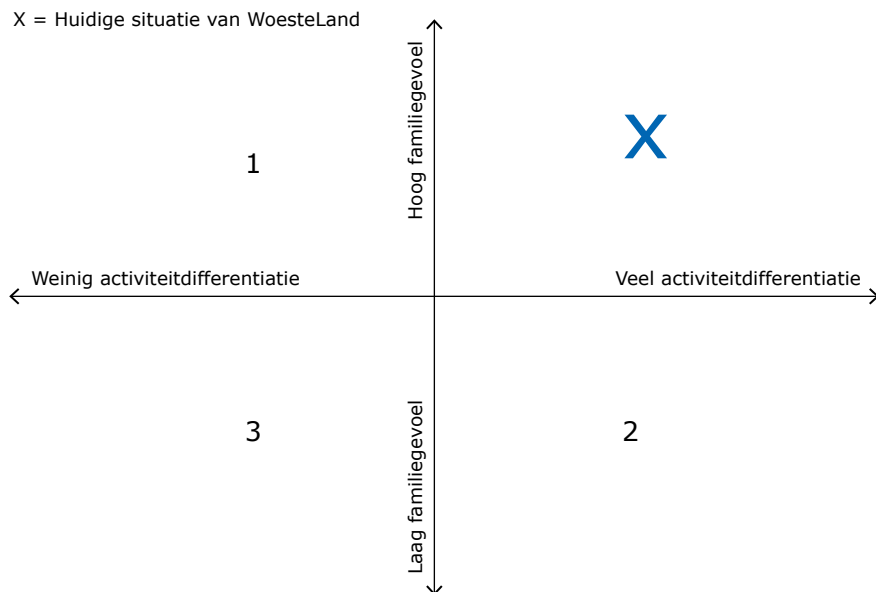 X = Huidige situatie van WoesteLand
Hoog familiegevoel
X
1
Weinig activiteitdifferentiatie
Veel activiteitdifferentiatie
3
Laag familiegevoel
2